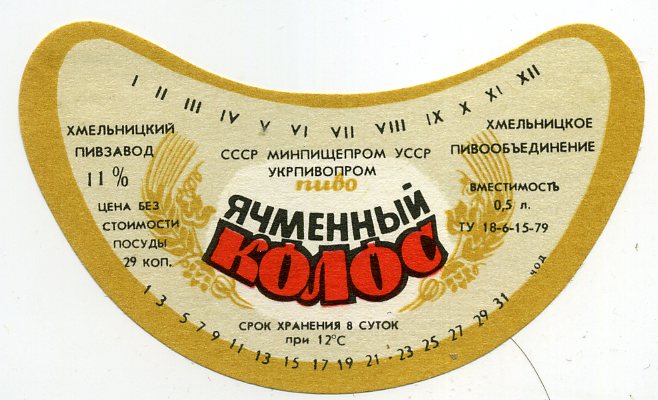 I II III IV V VI VII VIII IX X XI XII
ХМЕЛЬНИЦКИЙ
ПИВЗАВОД
11 %
ЦЕНА БЕЗ
СТОИМОСТИ
ПОСУДЫ
29 КОП.
СССР МИНПИЩЕПРОМ УССР
УКРПИВОПРОМ
пиво
ЯЧМЕННЫЙ
КОЛОС
СРОК ХРАНЕНИЯ 8 СУТОК
при 12°С
ХМЕЛЬНИЦКОЕ
ПИВООБЪЕДИНЕНИЕ
ВМЕСТИМОСТЬ
0,5 л.
ТУ 18-6-15-79
ЧОД
1 3 5 7 9 11 13 15 17 19 21 - 23 25 27 29 31